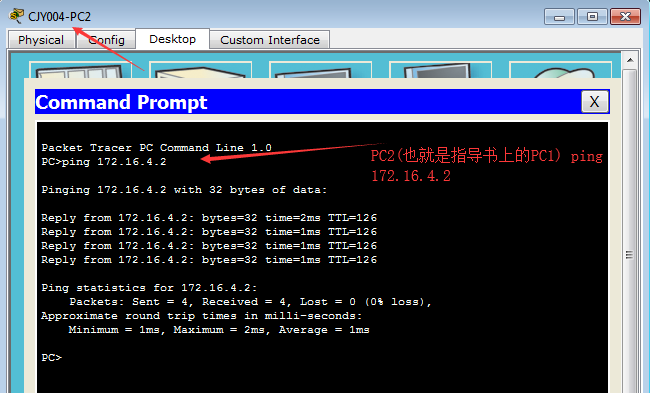 CJY004-PC2
Physical Config Desktop Custom Interface
Command Prompt X
Packet Tracer PC Command Line 1.0
PC>ping 172.16.4.2
PC2(也就是指导书上的PC1) ping
172.16.4.2
Pinging 172.16.4.2 with 32 bytes of data:
Reply from 172.16.4.2: bytes=32 time=2ms TTL=126
Reply from 172.16.4.2: bytes=32 time=1ms TTL=126
Reply from 172.16.4.2: bytes=32 time=1ms TTL=126
Reply from 172.16.4.2: bytes=32 time=1ms TTL=126
Ping statistics for 172.16.4.2:
Packets: Sent = 4, Received = 4, Lost = 0 (0% loss),
Approximate round trip times in milli-seconds:
Minimum = 1ms, Maximum = 2ms, Average = 1ms
PC>